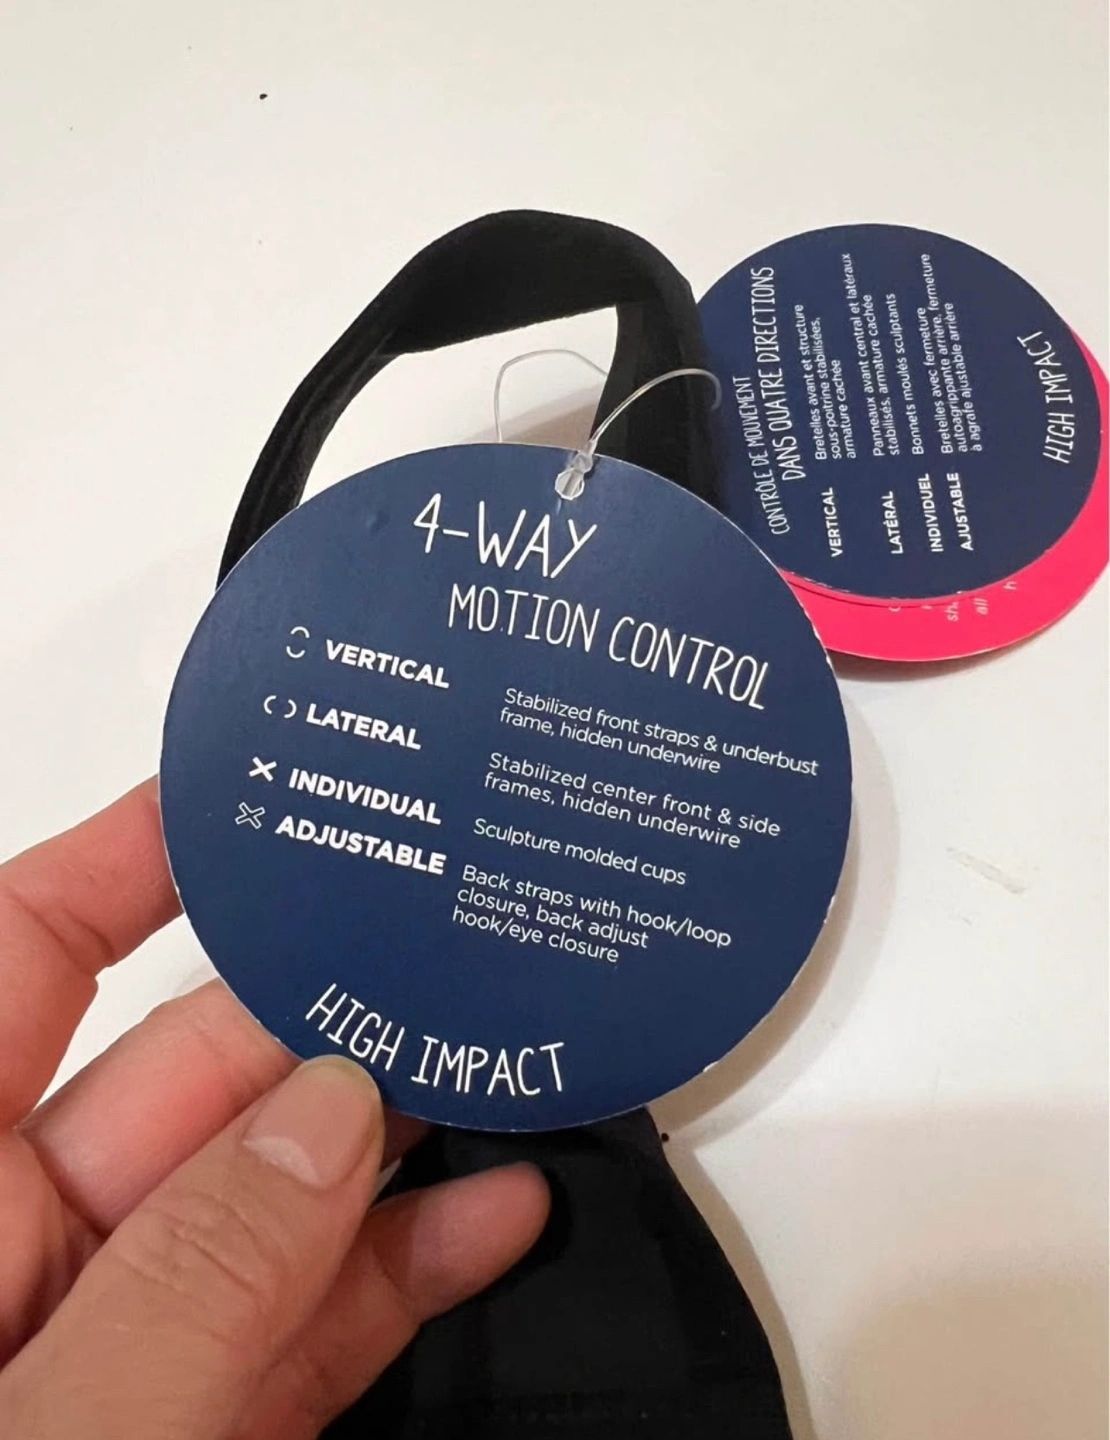 4-WAY
MOTION CONTROL
VERTICAL
Stabilized front straps & underbust
frame, hidden underwire
LATERAL
Stabilized center front & side
frames, hidden underwire
INDIVIDUAL
Sculpture molded cups
ADJUSTABLE
Back straps with hook/loop
closure, back adjust
hook/eye closure
HIGH IMPACT
CONTRÔLE DE MOUVEMENT
DANS QUATRE DIRECTIONS
VERTICAL
Bretelles avant et structure
sous-poitrine stabilisées,
armature cachée
LATÉRAL
Panneaux avant central et latéraux
stabilisés, armature cachée
INDIVIDUEL
Bonnets moulés sculptants
AJUSTABLE
Bretelles avec fermeture
autoagrippante arrière, fermeture
à agrafe ajustable arrière
HIGH IMPACT
all